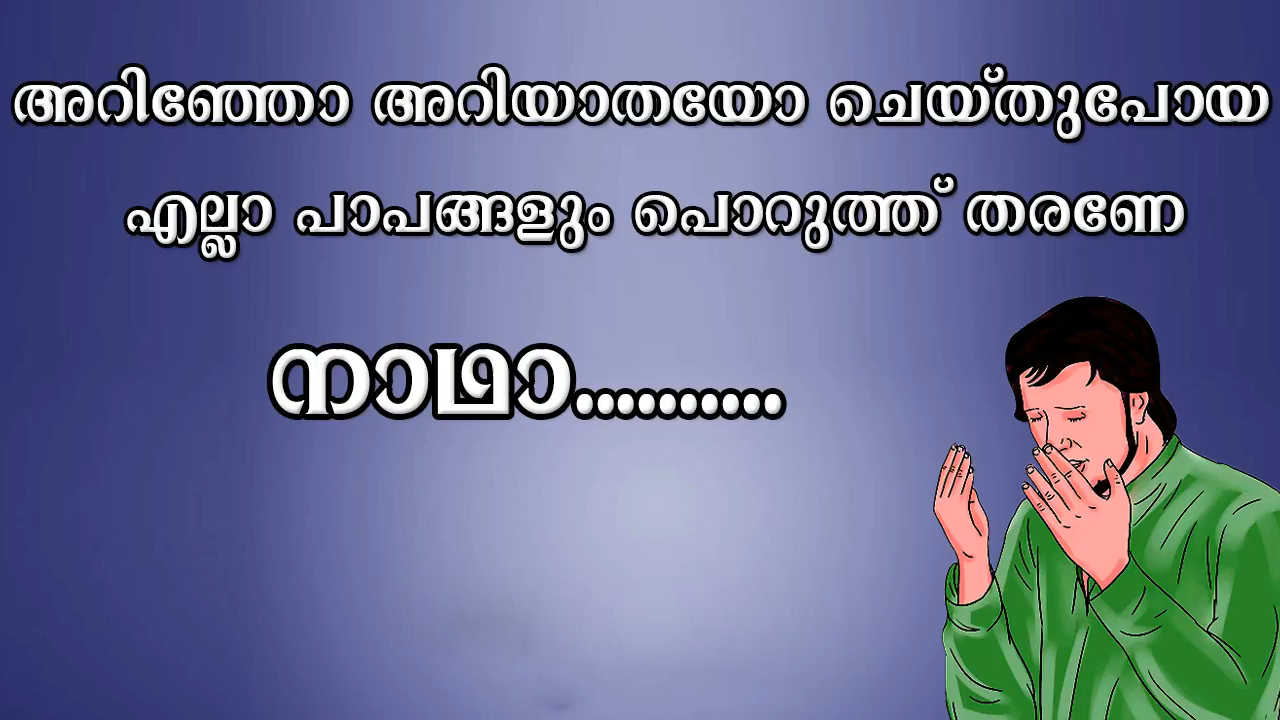 അറിഞ്ഞോ അറിയാതയോ ചെയ്തുപോയ
എല്ലാ പാപങ്ങളും പൊറുത്ത് തരണേ
നാഥാ...........